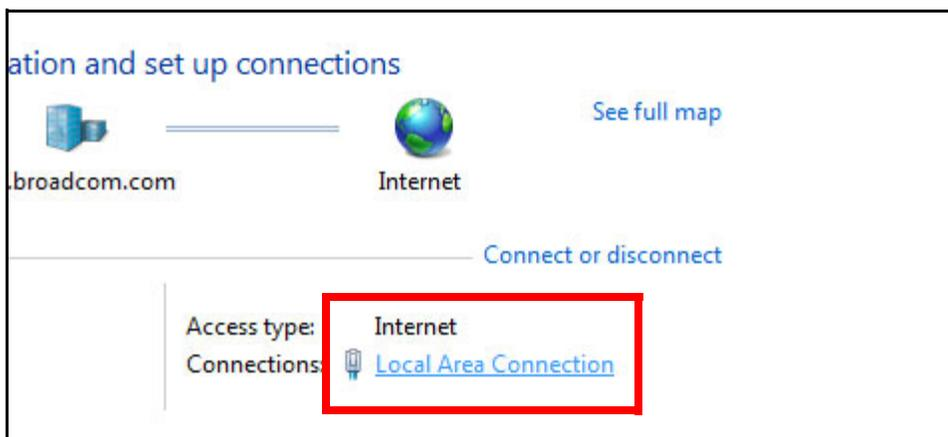 ation and set up connections
See full map
.broadcom.com
Internet
Connect or disconnect
Access type: Internet
Connections: Local Area Connection